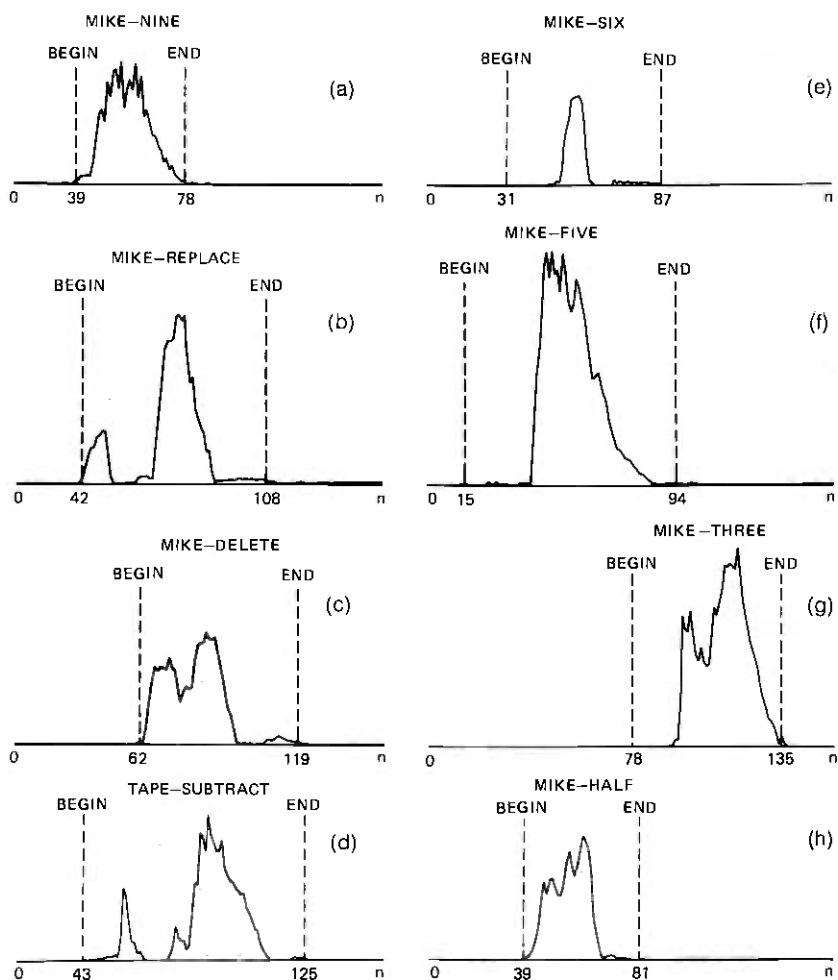 MIKE–NINE
BEGIN END
(a)
0 39 78 n
MIKE–REPLACE
BEGIN END
(b)
0 42 108 n
MIKE–DELETE
BEGIN END
(c)
0 62 119 n
TAPE–SUBTRACT
BEGIN END
(d)
0 43 125 n
MIKE–SIX
BEGIN END
(e)
0 31 87 n
MIKE–FIVE
BEGIN END
(f)
0 15 94 n
MIKE–THREE
BEGIN END
(g)
0 78 135 n
MIKE–HALF
BEGIN END
(h)
0 39 81 n